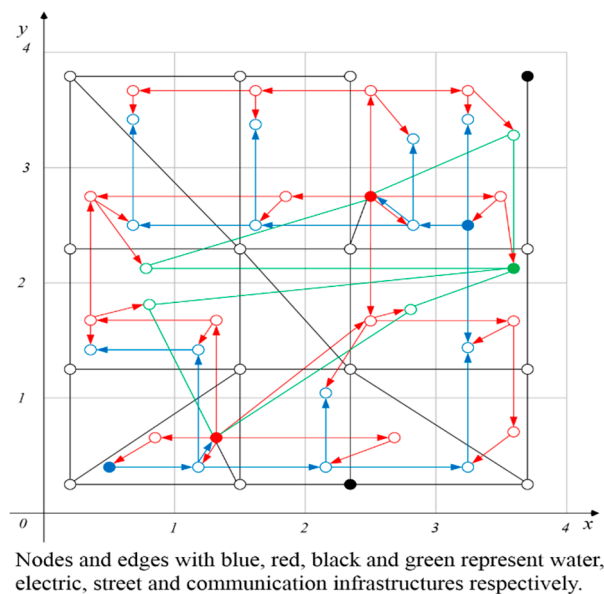 y
4
3
2
1
0 1 2 3 x 4
Nodes and edges with blue, red, black and green represent water,
electric, street and communication infrastructures respectively.